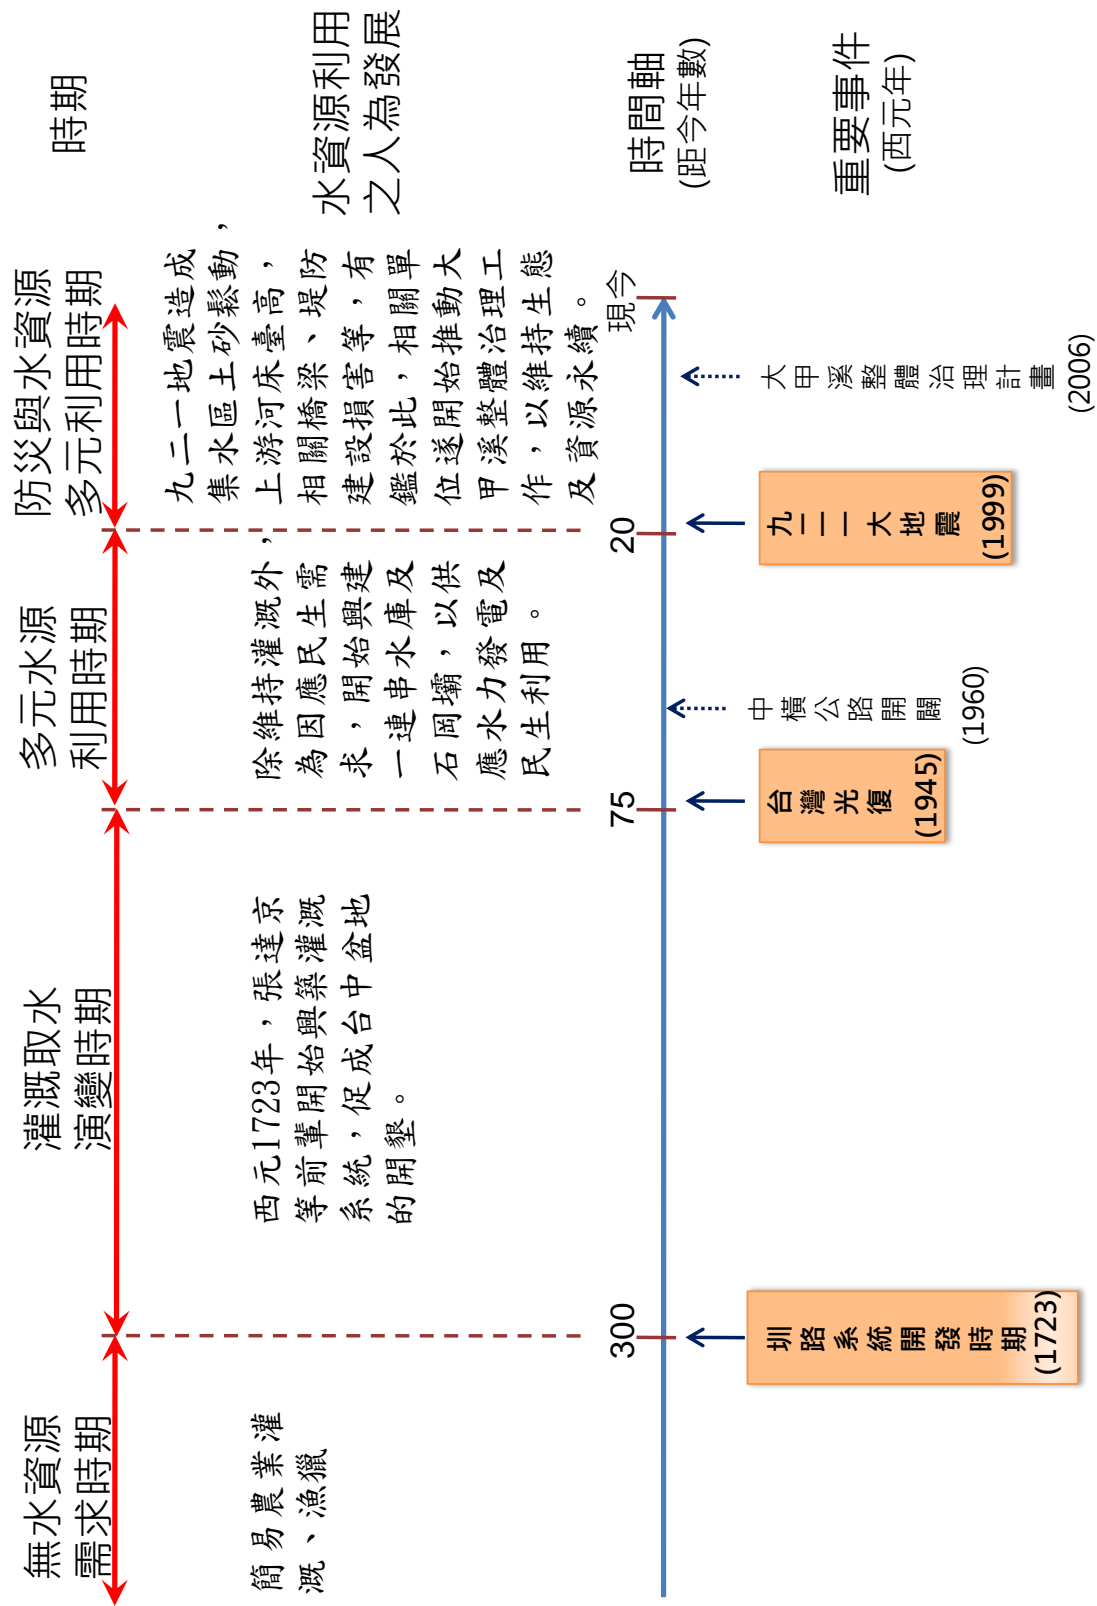 時期
無水資源
需求時期
灌溉取水
演變時期
多元水源
利用時期
防災與水資源
多元利用時期
水資源利用
之人為發展
簡易農業灌
溉、漁獵
西元1723年，張達京
等前輩開始興築灌溉
系統，促成台中盆地
的開墾。
除維持灌溉外，
為因應民生需
求，開始興建
一連串水庫及
石岡壩，以供
應水力發電及
民生利用。
九二一地震造成
集水區土砂鬆動，
上游河床臺高，
相關橋梁、堤防
建設損害等，有
鑑於此，相關單
位遂開始推動大
甲溪整體治理工
作，以維持生態
及資源永續。
時間軸
(距今年數)
300
75
20
現今
重要事件
(西元年)
圳路系統開發時期
(1723)
台灣光復
(1945)
中橫公路開闢
(1960)
九二一大地震
(1999)
大甲溪整體治理計畫
(2006)